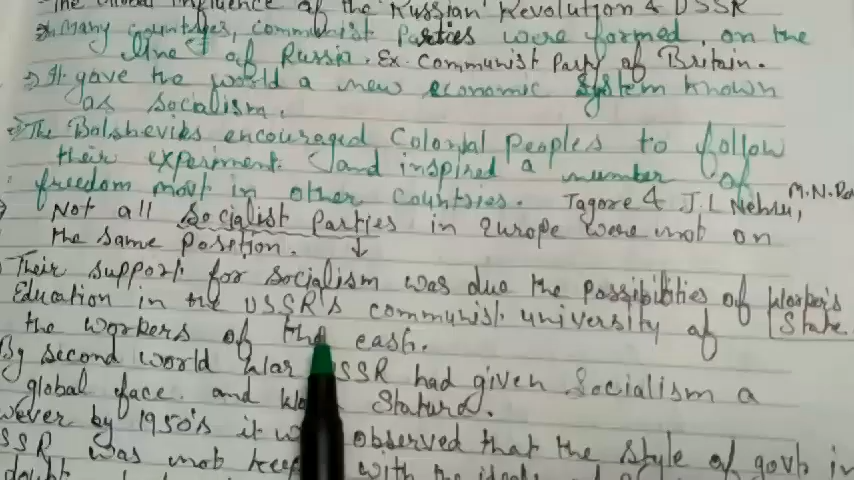 The Global Influence of the Russian Revolution & USSR
⇒ Many countries, communist Parties were formed, on the
line of Russia. Ex. Communist Party of Britain.
⇒ It gave the world a new economic System known
as socialism.
⇒ The Bolsheviks encouraged Colonial Peoples to follow
their experiment. (and inspired a number of
freedom movt in other countries. Tagore & J.L Nehru, M.N.Ro
Not all Socialist Parties in Europe were not on
the same position. ↓
Their support for socialism was due the possibilities of Worker's
Education in the USSR's communist university of [State
the workers of the east.
By second world War USSR had given Socialism a
global face. and Stature.
wever by 1950's it observed that the style of govt in
SSR was not keep with the
doubt